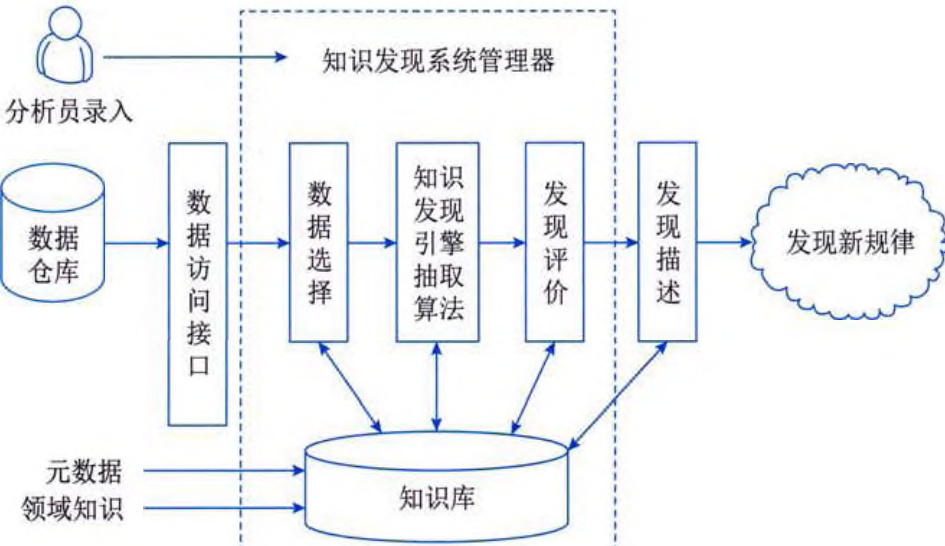 知识发现系统管理器
分析员录入
数据
仓库
数据访问接口
数据选择
知识
发现
引擎
抽取
算法
发现评价
发现描述
发现新规律
元数据
领域知识
知识库